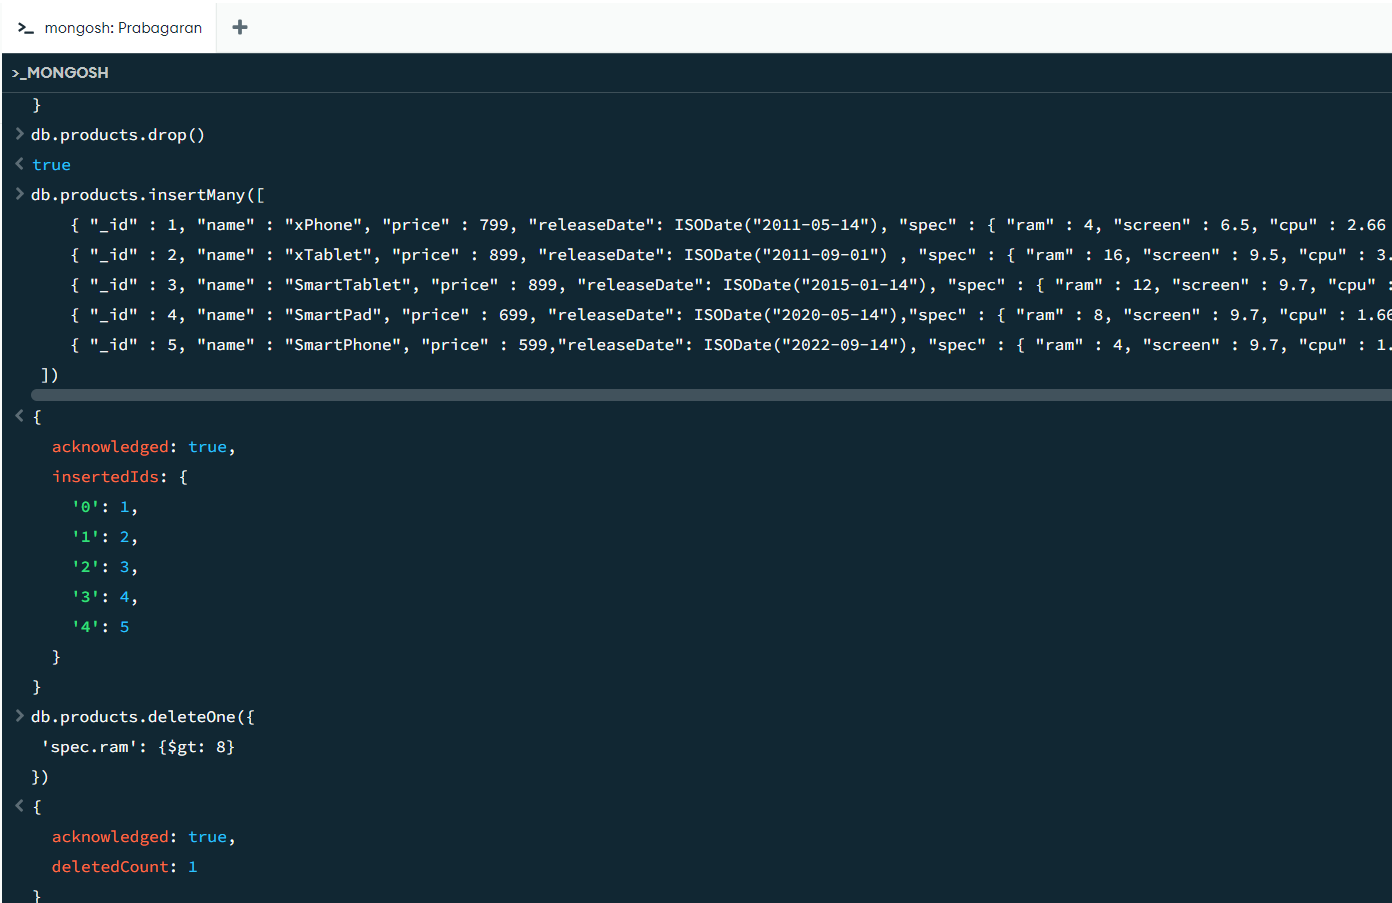 mongosh: Prabagaran
>_MONGOSH
}
> db.products.drop()
< true
> db.products.insertMany([
{ "_id" : 1, "name" : "xPhone", "price" : 799, "releaseDate": ISODate("2011-05-14"), "spec" : { "ram" : 4, "screen" : 6.5, "cpu" : 2.66
{ "_id" : 2, "name" : "xTablet", "price" : 899, "releaseDate": ISODate("2011-09-01") , "spec" : { "ram" : 16, "screen" : 9.5, "cpu" : 3.
{ "_id" : 3, "name" : "SmartTablet", "price" : 899, "releaseDate": ISODate("2015-01-14"), "spec" : { "ram" : 12, "screen" : 9.7, "cpu" :
{ "_id" : 4, "name" : "SmartPad", "price" : 699, "releaseDate": ISODate("2020-05-14"),"spec" : { "ram" : 8, "screen" : 9.7, "cpu" : 1.66
{ "_id" : 5, "name" : "SmartPhone", "price" : 599,"releaseDate": ISODate("2022-09-14"), "spec" : { "ram" : 4, "screen" : 9.7, "cpu" : 1.
])
< {
acknowledged: true,
insertedIds: {
'0': 1,
'1': 2,
'2': 3,
'3': 4,
'4': 5
}
}
> db.products.deleteOne({
'spec.ram': {$gt: 8}
})
< {
acknowledged: true,
deletedCount: 1
}